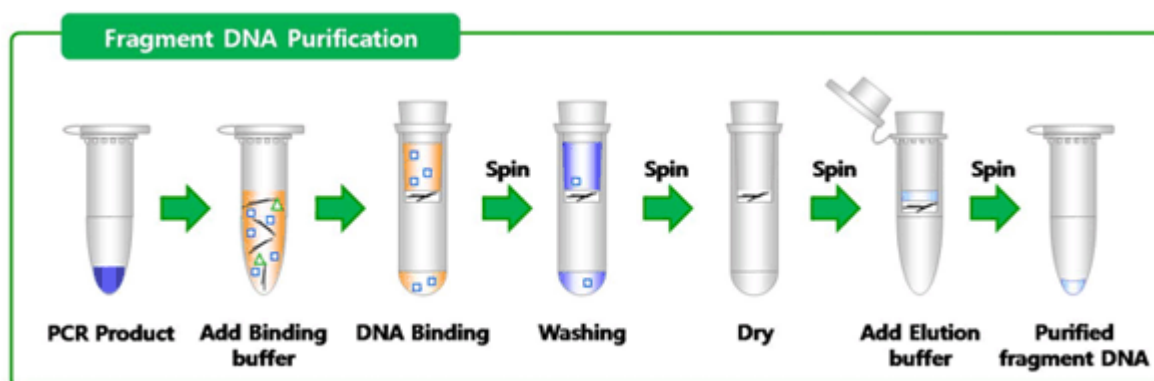 Fragment DNA Purification
Spin
Spin
Spin
Spin
PCR Product
Add Binding
buffer
DNA Binding
Washing
Dry
Add Elution
buffer
Purified
fragment DNA